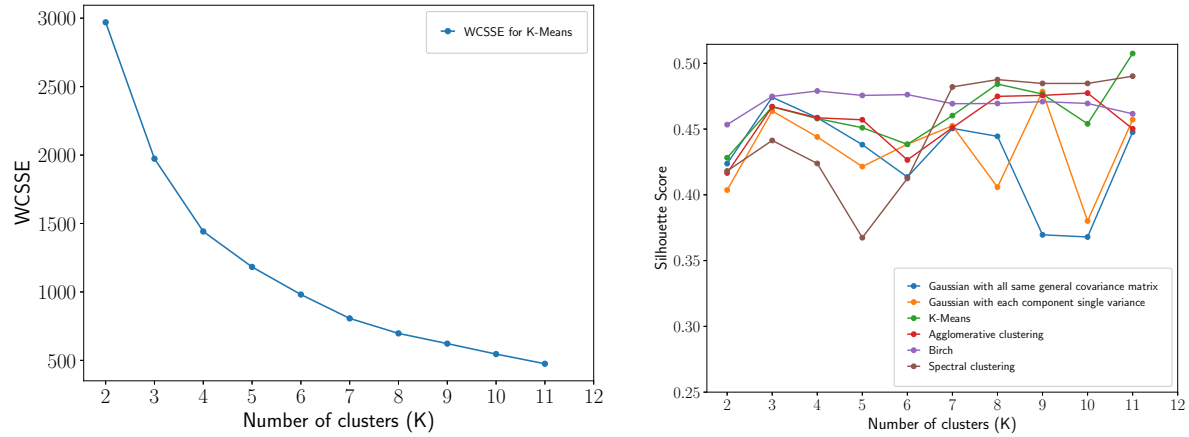 3000
2500
2000
1500
1000
500
WCSSE
WCSSE for K-Means
2 3 4 5 6 7 8 9 10 11 12
Number of clusters (K)
0.50
0.45
0.40
0.35
0.30
0.25
Silhouette Score
Gaussian with all same general covariance matrix
Gaussian with each component single variance
K-Means
Agglomerative clustering
Birch
Spectral clustering
2 3 4 5 6 7 8 9 10 11 12
Number of clusters (K)